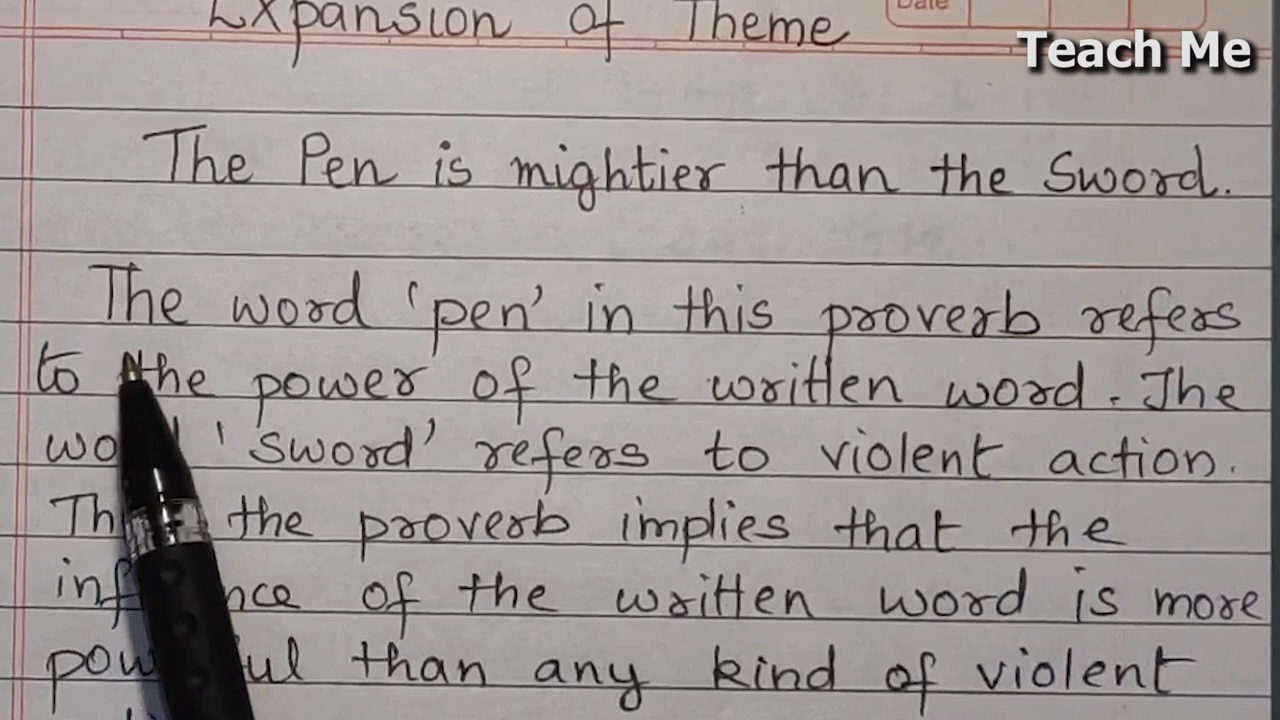 Date
Expansion of Theme
Teach Me
The Pen is mightier than the Sword.
The word 'pen' in this proverb refers
to the power of the written word. The
'sword' refers to violent action.
the proverb implies that the
of the written word is more
than any kind of violent